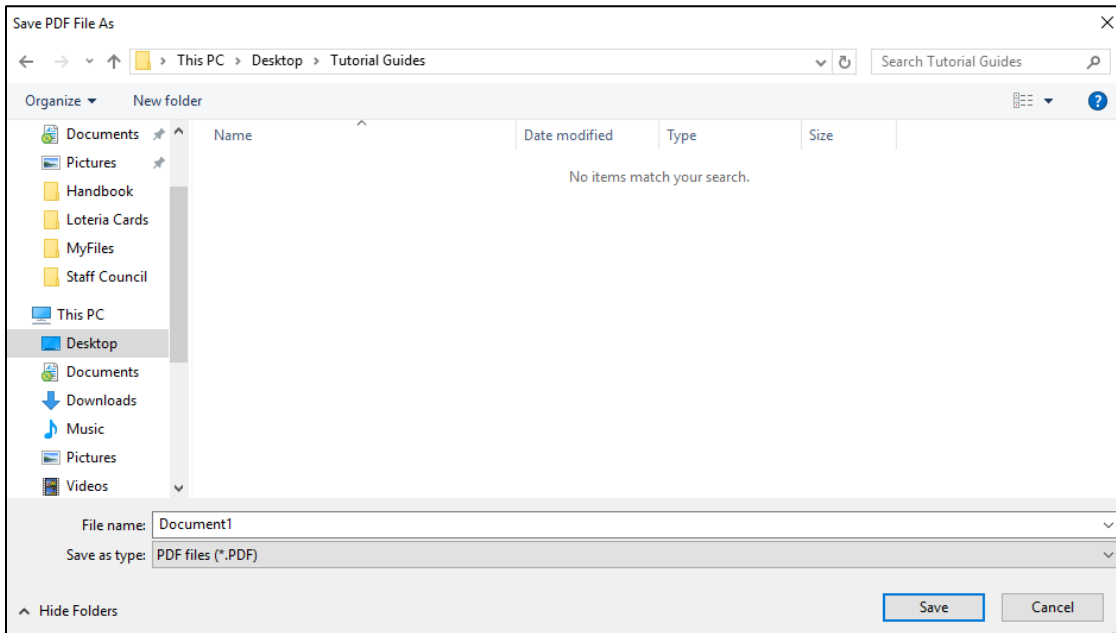 Save PDF File As
This PC > Desktop > Tutorial Guides
Search Tutorial Guides
Organize
New folder
Name
Date modified
Type
Size
No items match your search.
Documents
Pictures
Handbook
Loteria Cards
MyFiles
Staff Council
This PC
Desktop
Documents
Downloads
Music
Pictures
Videos
File name: Document1
Save as type: PDF files (*.PDF)
Hide Folders
Save
Cancel